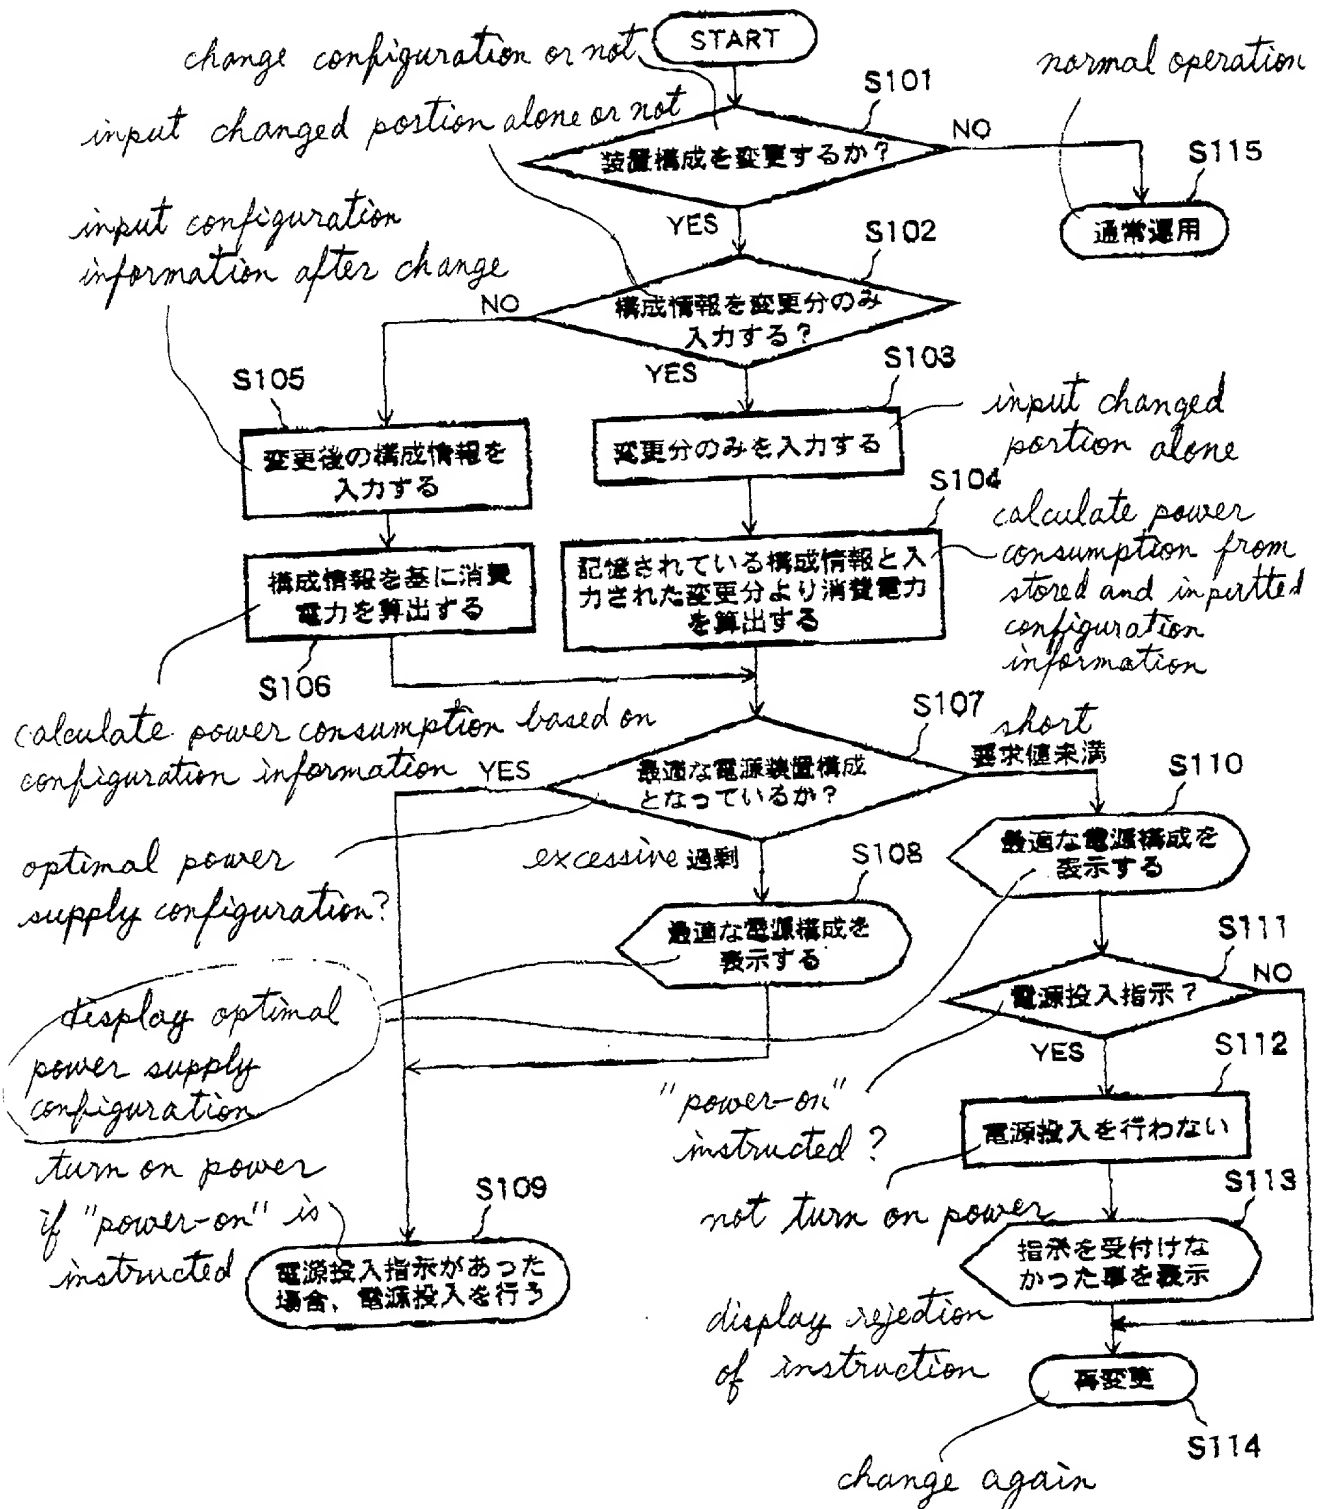 change configuration or not
START
normal operation
S101
input changed portion alone or not
装置構成を変更するか?
NO
S115
通常運用
input configuration
information after change
YES
S102
NO
構成情報を変更分のみ
入力する?
YES
S103
S105
input changed
portion alone
変更後の構成情報を
入力する
変更分のみを入力する
S104
calculate power
consumption from
stored and inputted
configuration
information
構成情報を基に消費
電力を算出する
記憶されている構成情報と入
力された変更分より消費電力
を算出する
S106
S107
calculate power consumption based on
configuration information
short
要求値未満
YES
最適な電源装置構成
となっているか?
S110
optimal power
supply configuration?
excessive 過剰
S108
最適な電源構成を
表示する
最適な電源構成を
表示する
S111
電源投入指示?
NO
display optimal
power supply
configuration
YES
S112
"power-on"
instructed?
電源投入を行わない
turn on power
if "power-on" is
instructed
S109
not turn on power
S113
電源投入指示があった
場合、電源投入を行う
指示を受付けな
かった事を表示
display rejection
of instruction
再変更
S114
change again